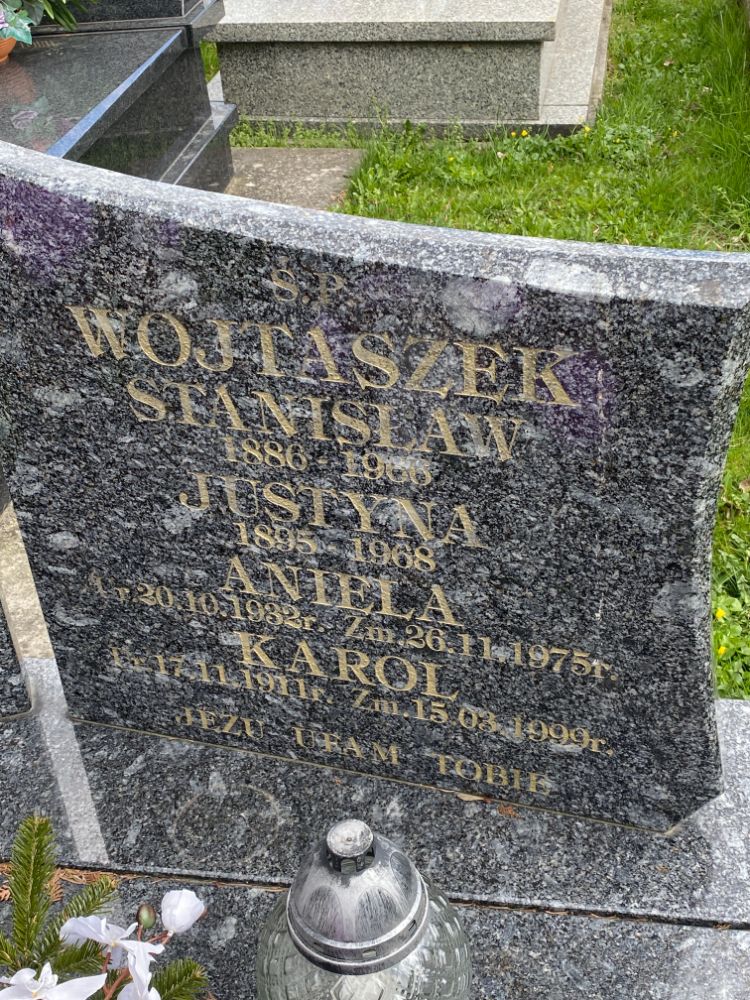 Ś.P.
WOJTASZEK
STANISŁAW
1886 - 1966
JUSTYNA
1895 - 1968
ANIELA
Ur.20.10.1932r. Zm.26.11.1975r.
KAROL
Ur.17.11.1911r. Zm.15.03.1999r.
JEZU UFAM TOBIE